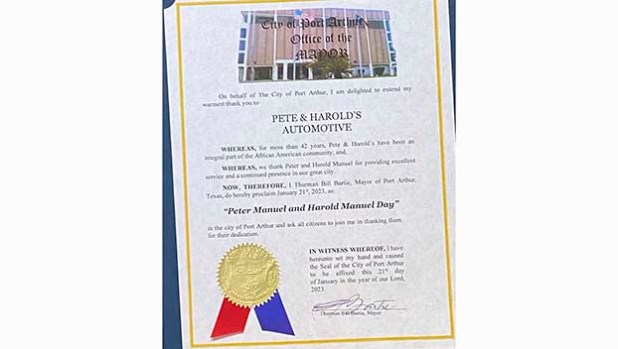 City of Port Arthur
Office of the
MAYOR
On behalf of The City of Port Arthur, I am delighted to extend my
warmest thank you to
PETE & HAROLD'S
AUTOMOTIVE
WHEREAS, for more than 42 years, Pete & Harold's have been an
integral part of the African American community; and,
WHEREAS, we thank Peter and Harold Manuel for providing excellent
service and a continued presence in our great city.
NOW, THEREFORE, I Thurman Bill Bartie, Mayor of Port Arthur,
Texas, do hereby proclaim January 21st, 2023, as:
"Peter Manuel and Harold Manuel Day"
in the city of Port Arthur and ask all citizens to join me in thanking them
for their dedication.
IN WITNESS WHEREOF, I have
hereunto set my hand and caused
the Seal of the City of Port Arthur
to be affixed this 21st day
of January in the year of our Lord,
2023.
Thurman Bill Bartie, Mayor